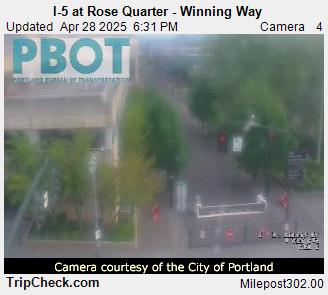 I-5 at Rose Quarter - Winning Way
Updated  Apr 28 2025  6:31 PM  Camera  4
PBOT
PORTLAND BUREAU OF TRANSPORTATION
Camera courtesy of the City of Portland
TripCheck.com  Milepost302.00